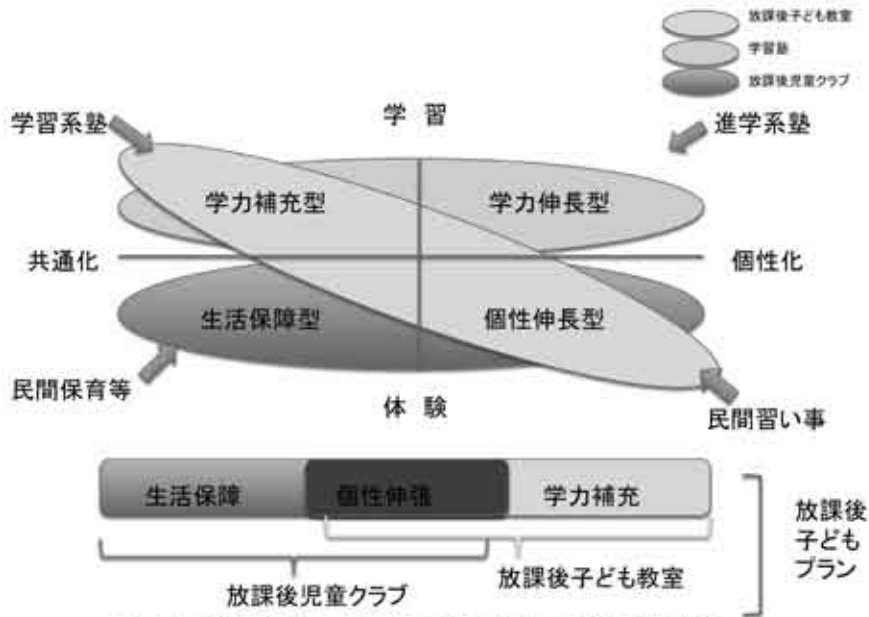 放課後子ども教室
学習塾
放課後児童クラブ
学 習
学習系塾
進学系塾
学力補充型
学力伸長型
共通化
個性化
生活保障型
個性伸長型
民間保育等
体 験
民間習い事
生活保障
個性伸張
学力補充
放課後
子ども
プラン
放課後子ども教室
放課後児童クラブ